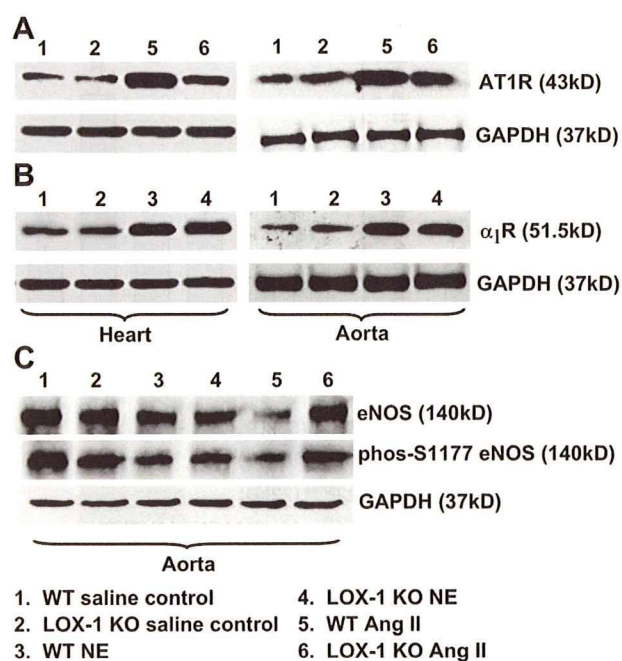 A
1 2 5 6 1 2 5 6
AT1R (43kD)
GAPDH (37kD)
B
1 2 3 4 1 2 3 4
α1R (51.5kD)
GAPDH (37kD)
Heart Aorta
C
1 2 3 4 5 6
eNOS (140kD)
phos-S1177 eNOS (140kD)
GAPDH (37kD)
Aorta
1. WT saline control 4. LOX-1 KO NE
2. LOX-1 KO saline control 5. WT Ang II
3. WT NE 6. LOX-1 KO Ang II